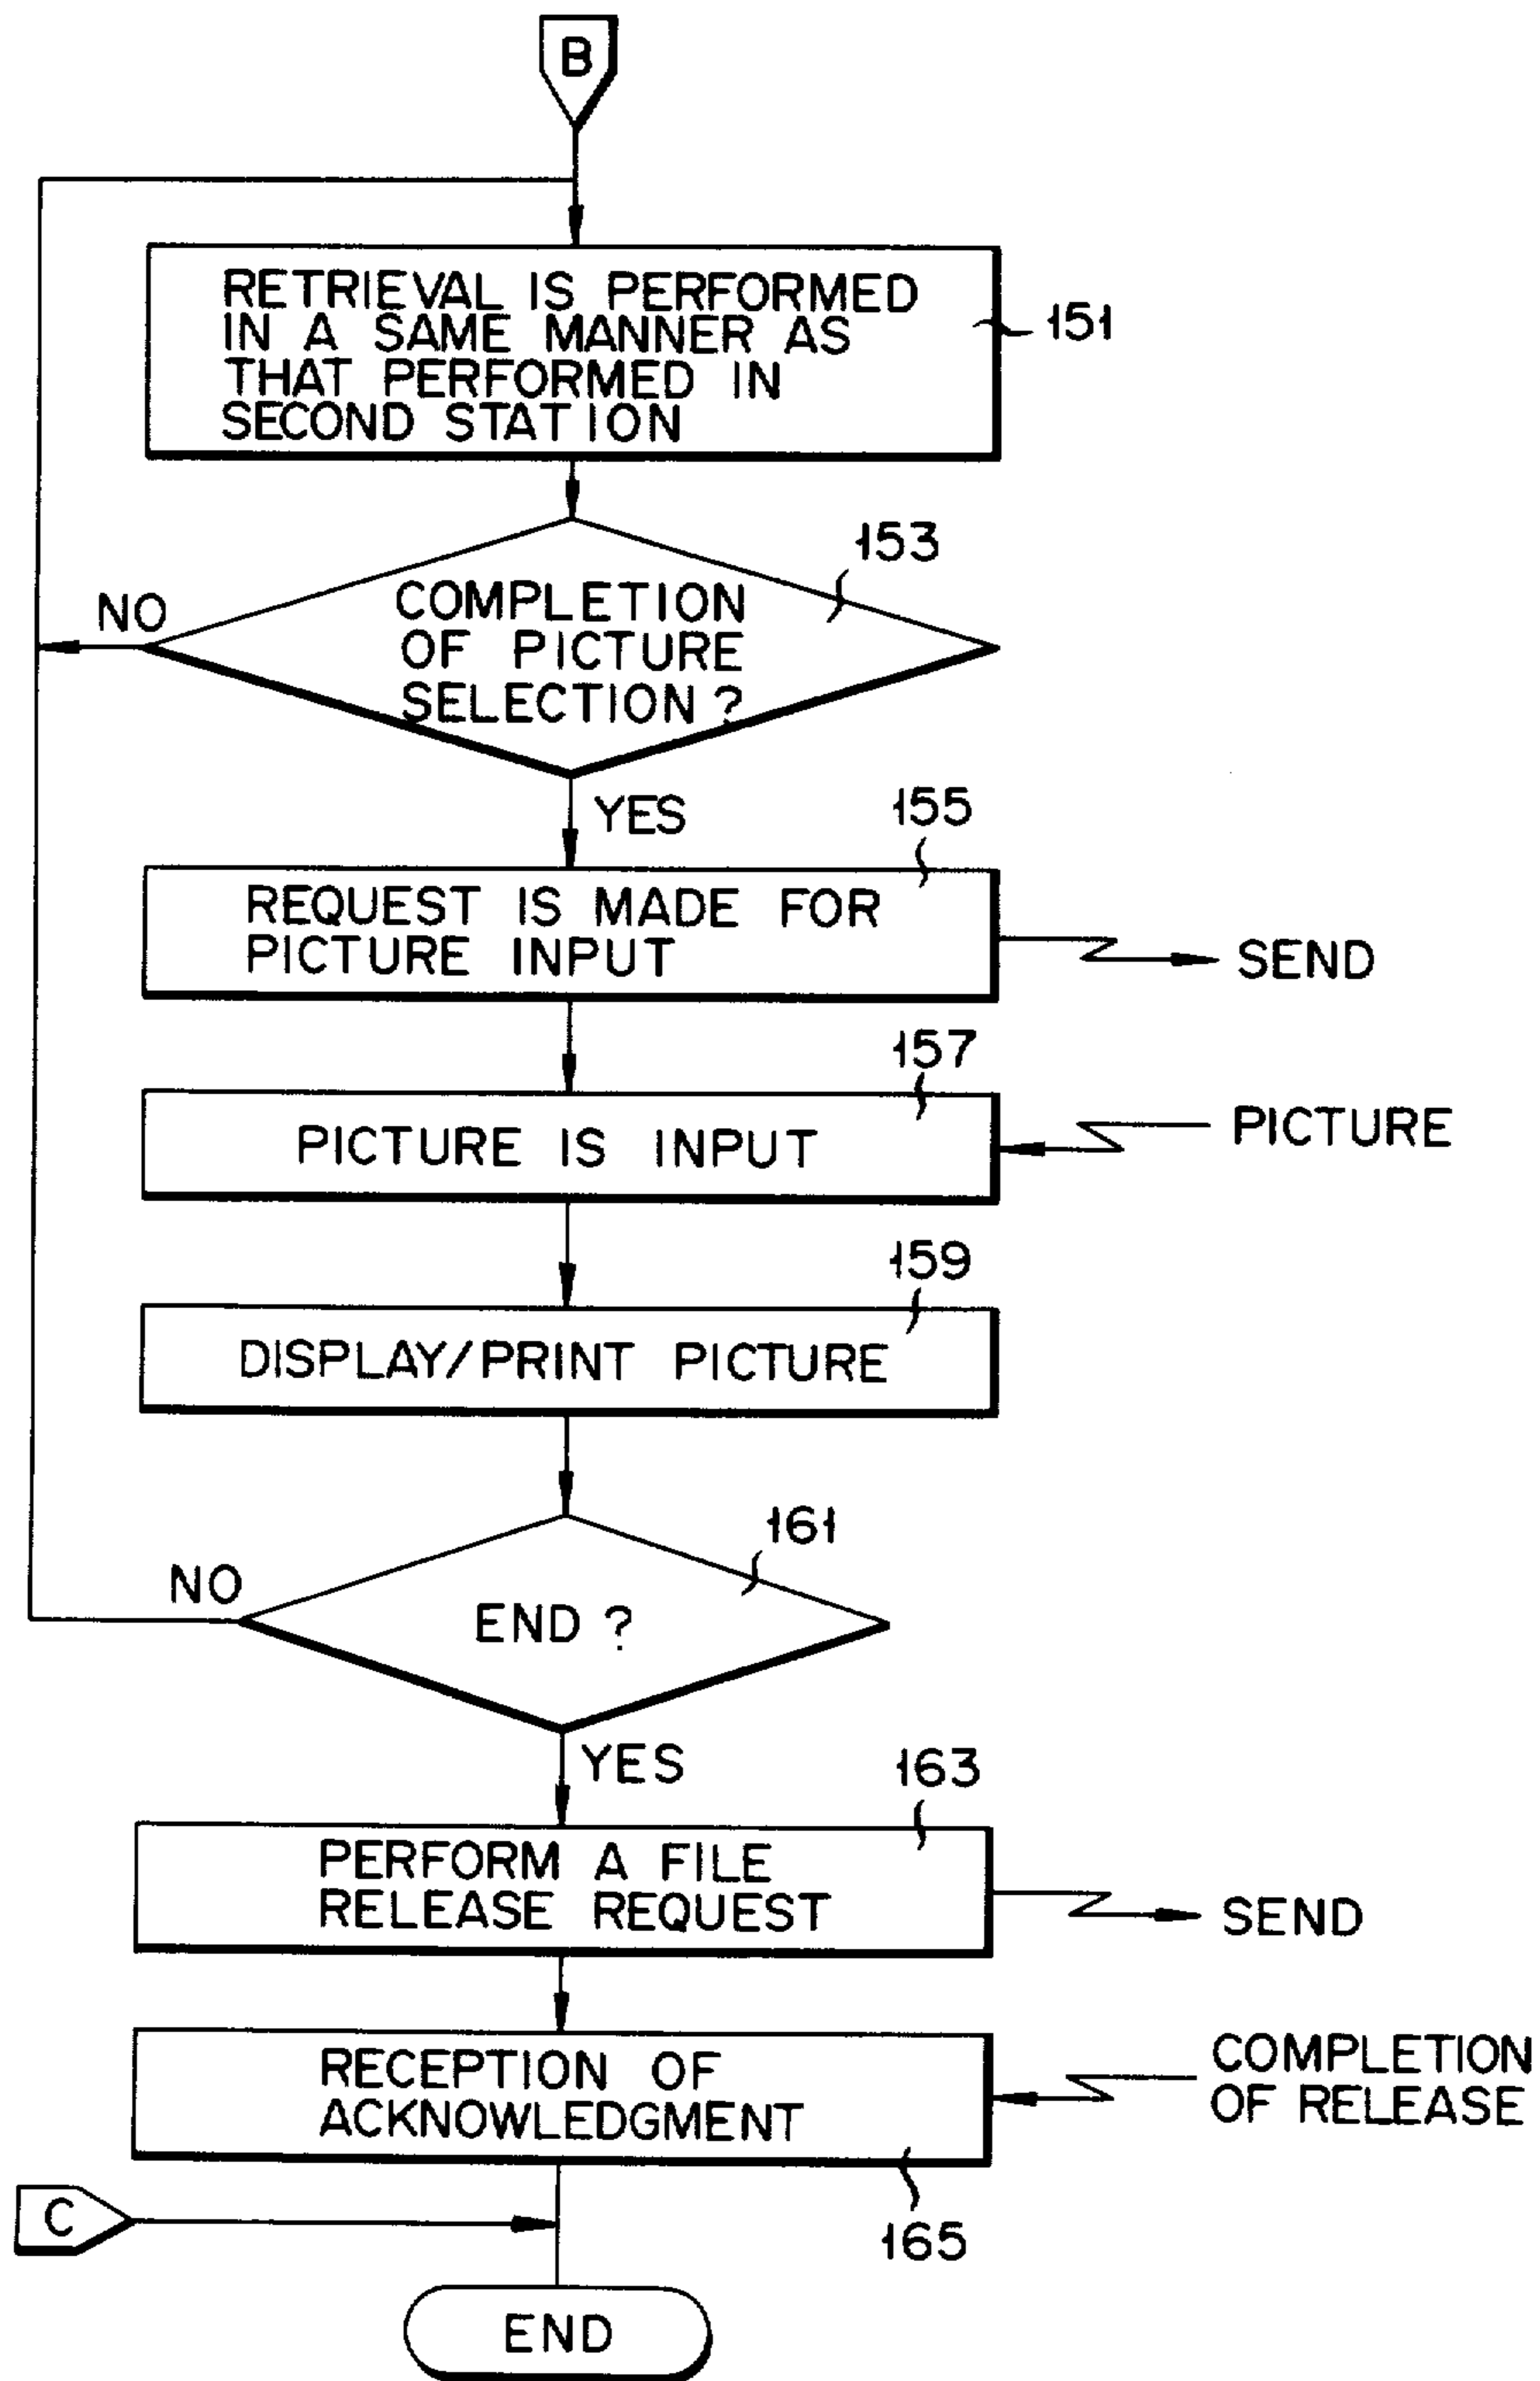 B
RETRIEVAL IS PERFORMED
IN A SAME MANNER AS
THAT PERFORMED IN
SECOND STATION
151
153
NO
COMPLETION
OF PICTURE
SELECTION?
YES
155
REQUEST IS MADE FOR
PICTURE INPUT
SEND
157
PICTURE IS INPUT
PICTURE
159
DISPLAY/PRINT PICTURE
161
NO
END?
YES
163
PERFORM A FILE
RELEASE REQUEST
SEND
RECEPTION OF
ACKNOWLEDGMENT
COMPLETION
OF RELEASE
C
165
END